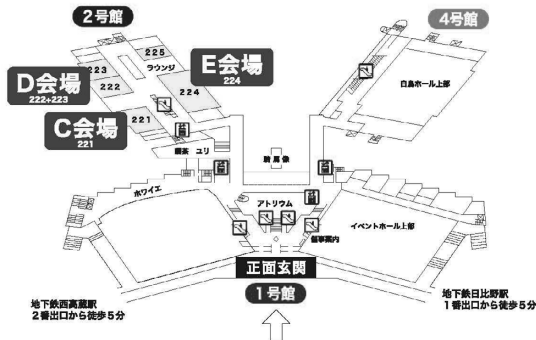 2号館
4号館
225
ラウンジ
E会場
224
223
D会場
222+223
222
224
白鳥ホール上部
C会場
221
221
喫茶 ユリ
騎馬像
ホワイエ
アトリウム
催事案内
イベントホール上部
正面玄関
1号館
地下鉄西高蔵駅
2番出口から徒歩5分
地下鉄日比野駅
1番出口から徒歩5分